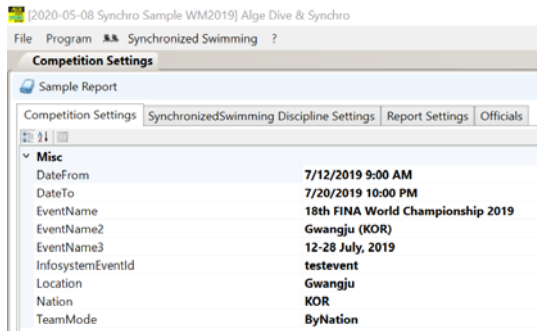 [2020-05-08 Synchro Sample WM2019] Alge Dive & Synchro
File Program Synchronized Swimming ?
Competition Settings
Sample Report
Competition Settings SynchronizedSwimming Discipline Settings Report Settings Officials
Misc
DateFrom 7/12/2019 9:00 AM
DateTo 7/20/2019 10:00 PM
EventName 18th FINA World Championship 2019
EventName2 Gwangju (KOR)
EventName3 12-28 July, 2019
InfosystemEventId testevent
Location Gwangju
Nation KOR
TeamMode ByNation